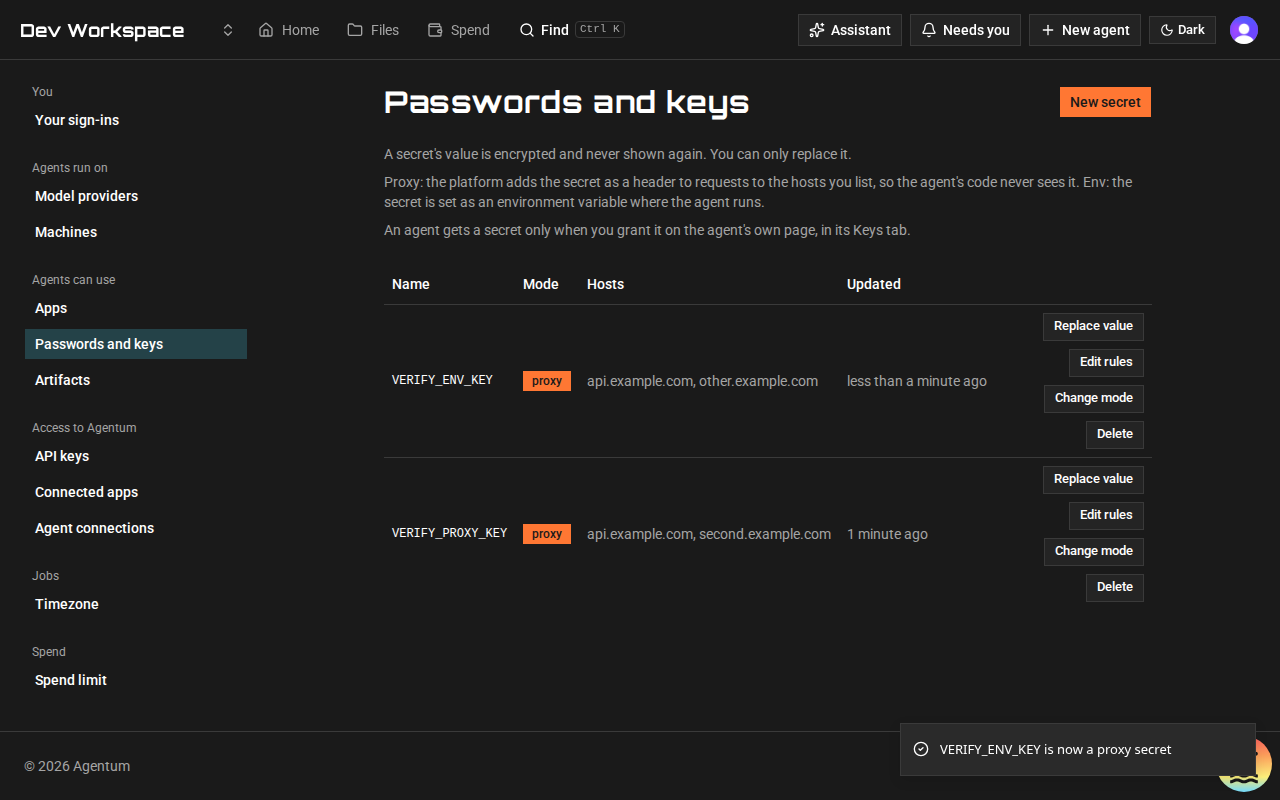 Dev Workspace
Home
Files
Spend
Find
Ctrl K
Assistant
Needs you
New agent
Dark
You
Your sign-ins
Agents run on
Model providers
Machines
Agents can use
Apps
Passwords and keys
Artifacts
Access to Agentum
API keys
Connected apps
Agent connections
Jobs
Timezone
Spend
Spend limit
Passwords and keys
New secret
A secret's value is encrypted and never shown again. You can only replace it.
Proxy: the platform adds the secret as a header to requests to the hosts you list, so the agent's code never sees it. Env: the
secret is set as an environment variable where the agent runs.
An agent gets a secret only when you grant it on the agent's own page, in its Keys tab.
Name Mode Hosts Updated
VERIFY_ENV_KEY proxy api.example.com, other.example.com less than a minute ago
Replace value
Edit rules
Change mode
Delete
VERIFY_PROXY_KEY proxy api.example.com, second.example.com 1 minute ago
Replace value
Edit rules
Change mode
Delete
VERIFY_ENV_KEY is now a proxy secret
© 2026 Agentum